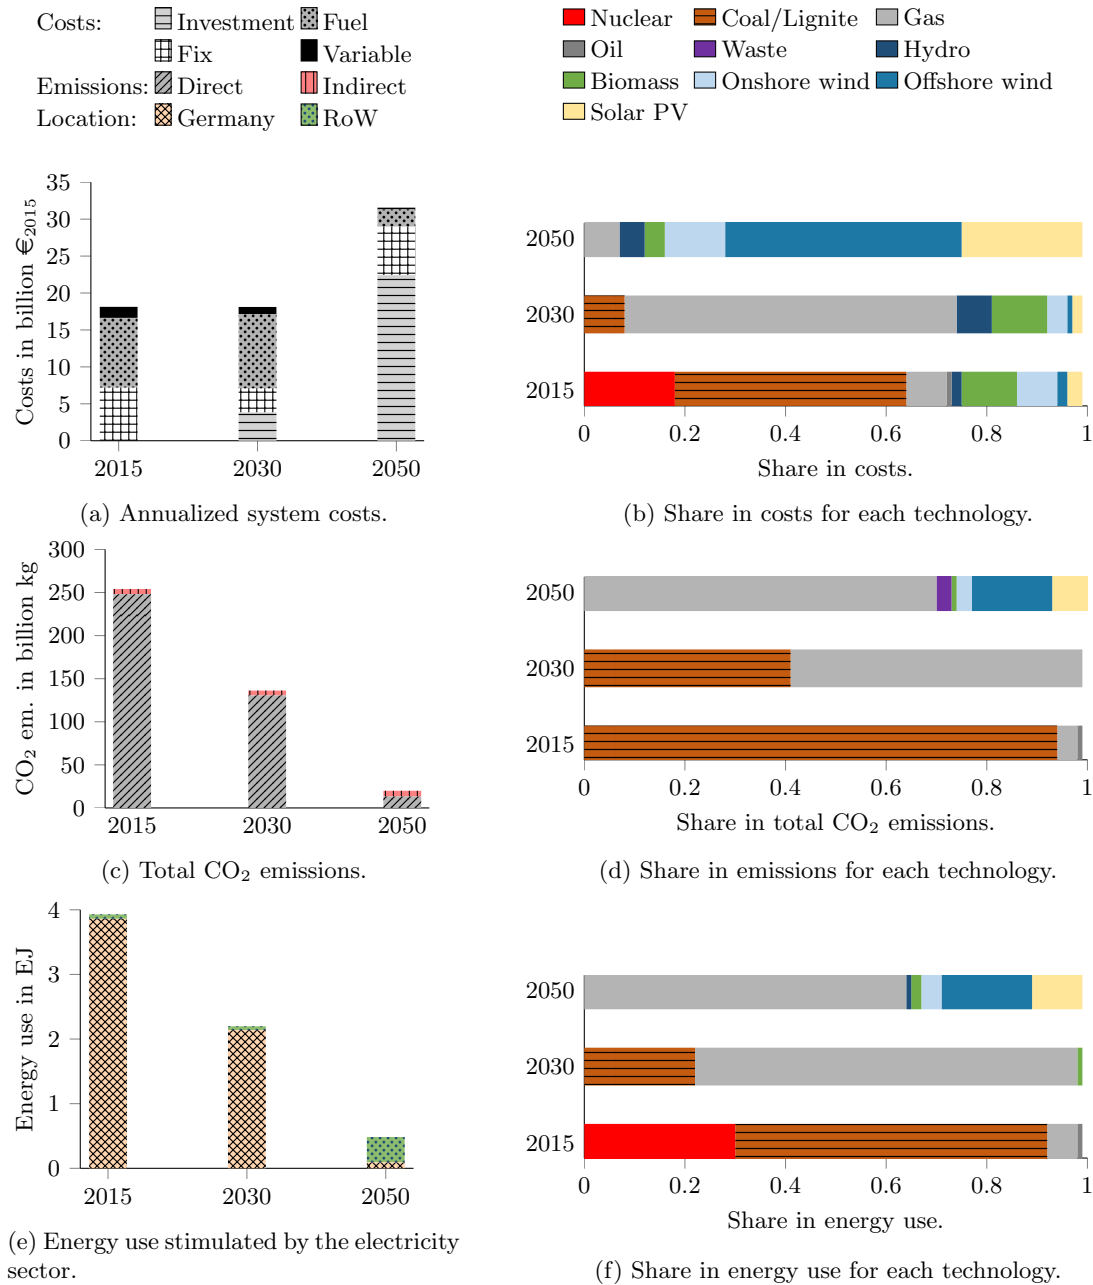 Costs: Investment Fuel
Fix Variable
Emissions: Direct Indirect
Location: Germany RoW
Nuclear Coal/Lignite Gas
Oil Waste Hydro
Biomass Onshore wind Offshore wind
Solar PV
Costs in billion €2015
35
30
25
20
15
10
5
0
2015 2030 2050
(a) Annualized system costs.
2050
2030
2015
0 0.2 0.4 0.6 0.8 1
Share in costs.
(b) Share in costs for each technology.
CO₂ em. in billion kg
300
250
200
150
100
50
0
2015 2030 2050
(c) Total CO₂ emissions.
2050
2030
2015
0 0.2 0.4 0.6 0.8 1
Share in total CO₂ emissions.
(d) Share in emissions for each technology.
Energy use in EJ
4
3
2
1
0
2015 2030 2050
(e) Energy use stimulated by the electricity
sector.
2050
2030
2015
0 0.2 0.4 0.6 0.8 1
Share in energy use.
(f) Share in energy use for each technology.